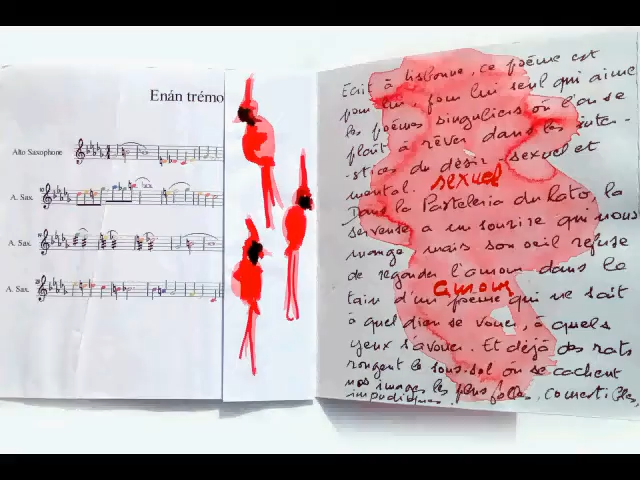 Enán trémo
Alto Saxophone
A. Sax.
A. Sax.
A. Sax.
Ecrit à Lisbonne, ce poème est
pour lui pour lui seul qui aime
les poèmes singuliers où l'on se
plaît à rêver dans les inter-
-stices du désir-sexuel et
mental. sexuel
Dans la Pasteleria do Rato, la
serveuse a un sourire qui nous
mange mais son oeil refuse
de regarder l'amour dans le
amour
tain d'un poème qui ne sait
à quel dieu se vouer, à quels
yeux s'avouer. Et déjà des rats
rongent le sous-sol où se cachent
nos images les plus folles, comestibles,
impudiques